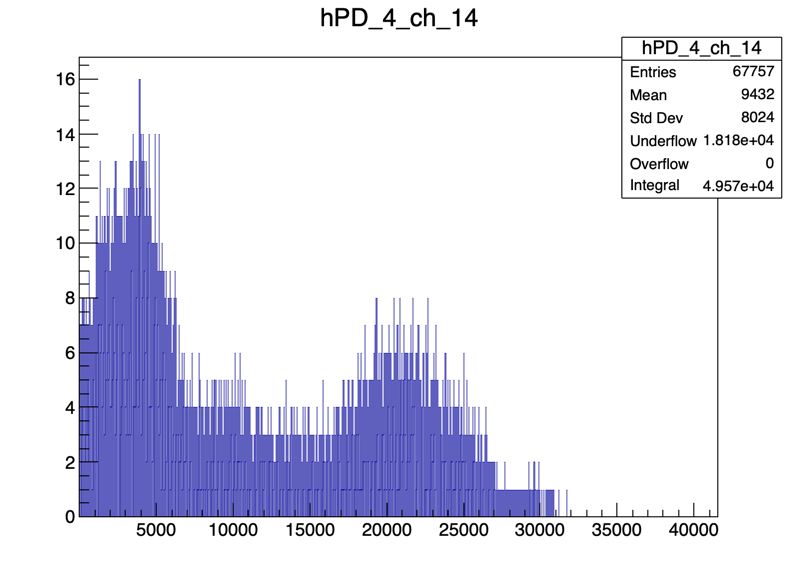 hPD_4_ch_14
hPD_4_ch_14
Entries 67757
Mean 9432
Std Dev 8024
Underflow 1.818e+04
Overflow 0
Integral 4.957e+04
16
14
12
10
8
6
4
2
0
5000 10000 15000 20000 25000 30000 35000 40000